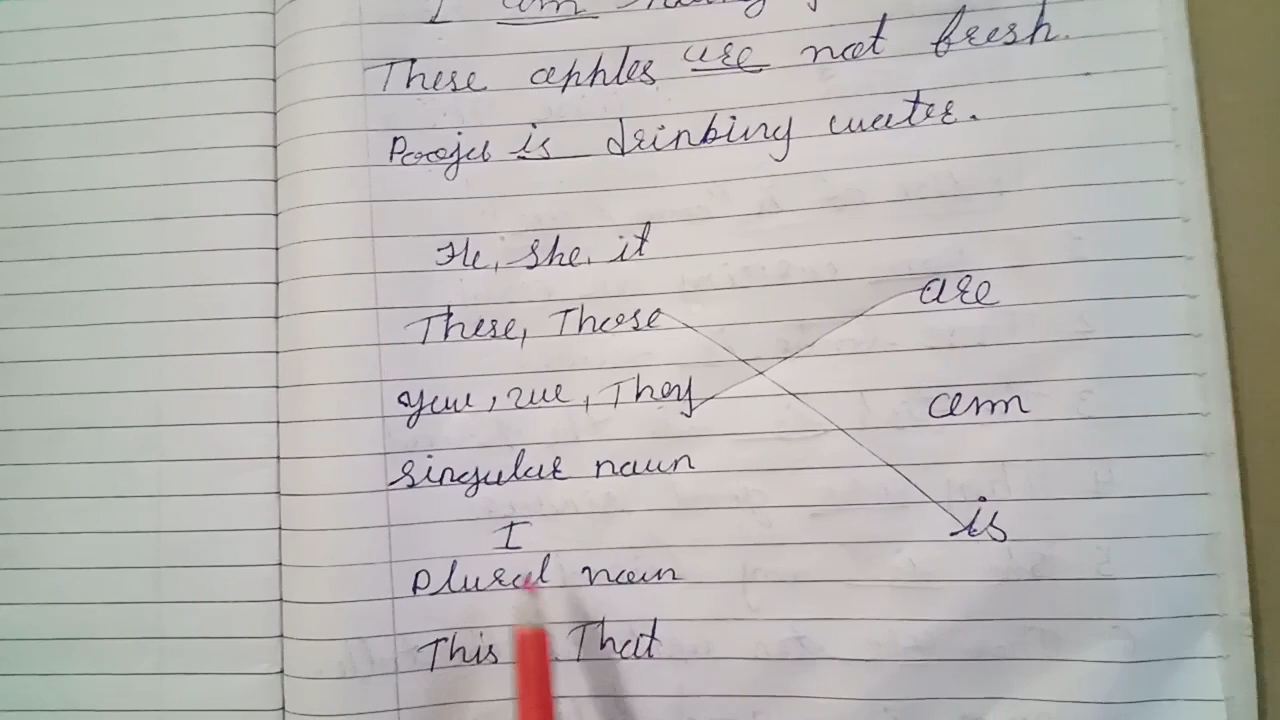 I am
These apples are not fresh.
Pooja is drinking water.
He, She, it
These, Those
are
you, we, They
am
Singular noun
I
is
Plural noun
This, That